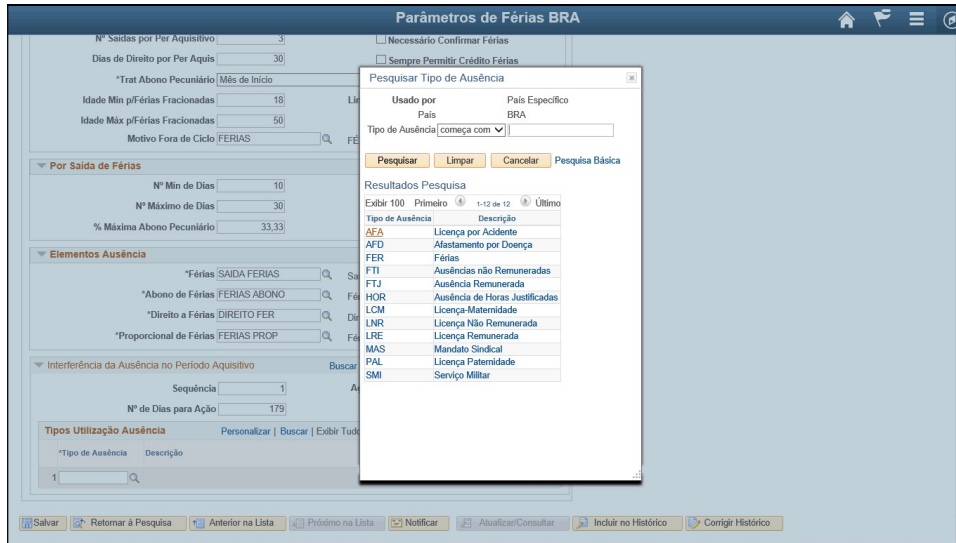 Parâmetros de Férias BRA
Nº Saídas por Per Aquisitivo 3
Necessário Confirmar Férias
Dias de Direito por Per Aquis 30
Sempre Permitir Crédito Férias
*Trat Abono Pecuniário Mês de Início
Idade Mín p/Férias Fracionadas 18
Idade Máx p/Férias Fracionadas 50
Motivo Fora de Ciclo FERIAS
Por Saída de Férias
Nº Min de Dias 10
Nº Máximo de Dias 30
% Máxima Abono Pecuniário 33,33
Elementos Ausência
*Férias SAIDA FERIAS
*Abono de Férias FERIAS ABONO
*Direito a Férias DIREITO FER
*Proporcional de Férias FERIAS PROP
Interferência da Ausência no Período Aquisitivo Buscar
Sequência 1
Nº de Dias para Ação 179
Tipos Utilização Ausência Personalizar | Buscar | Exibir Tudo
*Tipo de Ausência Descrição
1
Pesquisar Tipo de Ausência
Usado por País Específico
País BRA
Tipo de Ausência começa com
Pesquisar Limpar Cancelar Pesquisa Básica
Resultados Pesquisa
Exibir 100 Primeiro 1-12 de 12 Último
Tipo de Ausência Descrição
AFA Licença por Acidente
AFD Afastamento por Doença
FER Férias
FTI Ausências não Remuneradas
FTJ Ausência Remunerada
HOR Ausência de Horas Justificadas
LCM Licença-Maternidade
LNR Licença Não Remunerada
LRE Licença Remunerada
MAS Mandato Sindical
PAL Licença Paternidade
SMI Serviço Militar
Salvar Retornar à Pesquisa Anterior na Lista Próximo na Lista Notificar Atualizar/Consultar Incluir no Histórico Corrigir Histórico